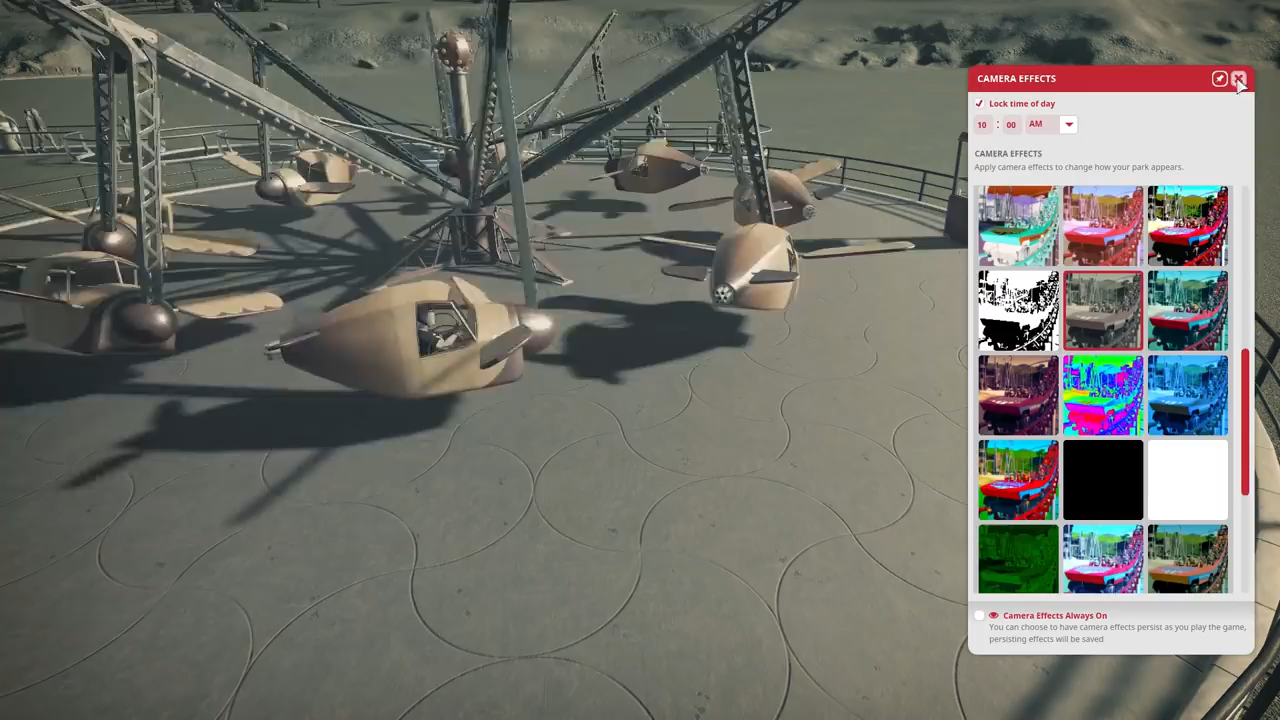 CAMERA EFFECTS
Lock time of day
10 : 00 AM
CAMERA EFFECTS
Apply camera effects to change how your park appears.
Camera Effects Always On
You can choose to have camera effects persist as you play the game,
persisting effects will be saved